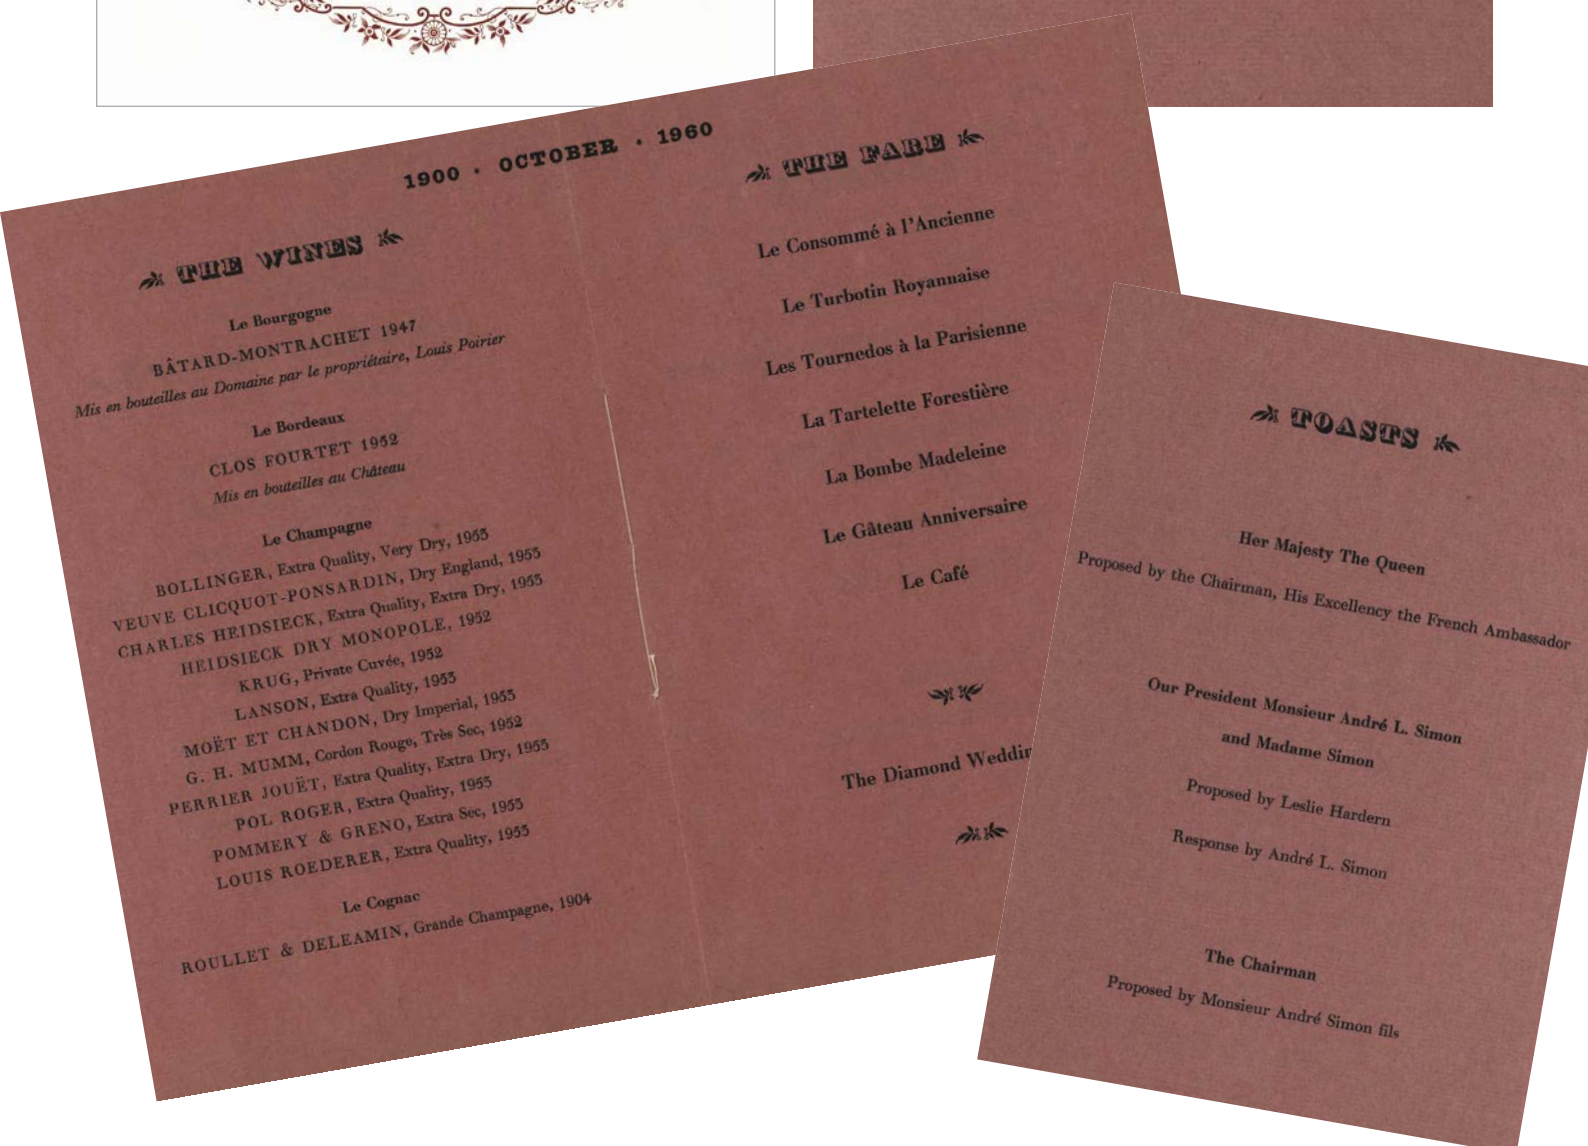 1900 · OCTOBER · 1960
THE WINES
Le Bourgogne
BÂTARD-MONTRACHET 1947
Mis en bouteilles au Domaine par le propriétaire, Louis Poirier
Le Bordeaux
CLOS FOURTET 1952
Mis en bouteilles au Château
Le Champagne
BOLLINGER, Extra Quality, Very Dry, 1955
VEUVE CLICQUOT-PONSARDIN, Dry England, 1955
CHARLES HEIDSIECK, Extra Quality, Extra Dry, 1955
HEIDSIECK DRY MONOPOLE, 1952
KRUG, Private Cuvée, 1952
LANSON, Extra Quality, 1955
MOËT ET CHANDON, Dry Imperial, 1955
G. H. MUMM, Cordon Rouge, Très Sec, 1952
PERRIER JOUËT, Extra Quality, Extra Dry, 1955
POL ROGER, Extra Quality, 1955
POMMERY & GRENO, Extra Sec, 1955
LOUIS ROEDERER, Extra Quality, 1955
Le Cognac
ROULLET & DELEAMIN, Grande Champagne, 1904
THE FARE
Le Consommé à l'Ancienne
Le Turbotin Royannaise
Les Tournedos à la Parisienne
La Tartelette Forestière
La Bombe Madeleine
Le Gâteau Anniversaire
Le Café
The Diamond Weddin
TOASTS
Her Majesty The Queen
Proposed by the Chairman, His Excellency the French Ambassador
Our President Monsieur André L. Simon
and Madame Simon
Proposed by Leslie Hardern
Response by André L. Simon
The Chairman
Proposed by Monsieur André Simon fils